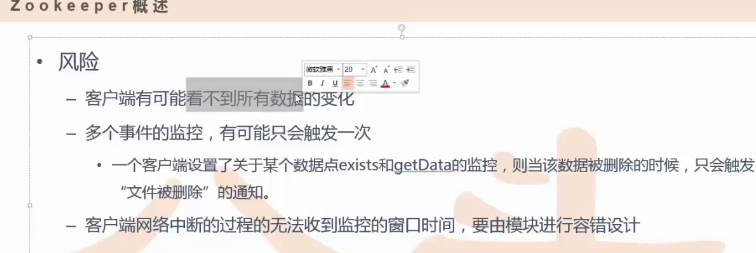 Zookeeper概述
• 风险
微软雅黑 20
B I U A
– 客户端有可能看不到所有数据的变化
– 多个事件的监控，有可能只会触发一次
• 一个客户端设置了关于某个数据点exists和getData的监控，则当该数据被删除的时候，只会触发
“文件被删除”的通知。
– 客户端网络中断的过程的无法收到监控的窗口时间，要由模块进行容错设计